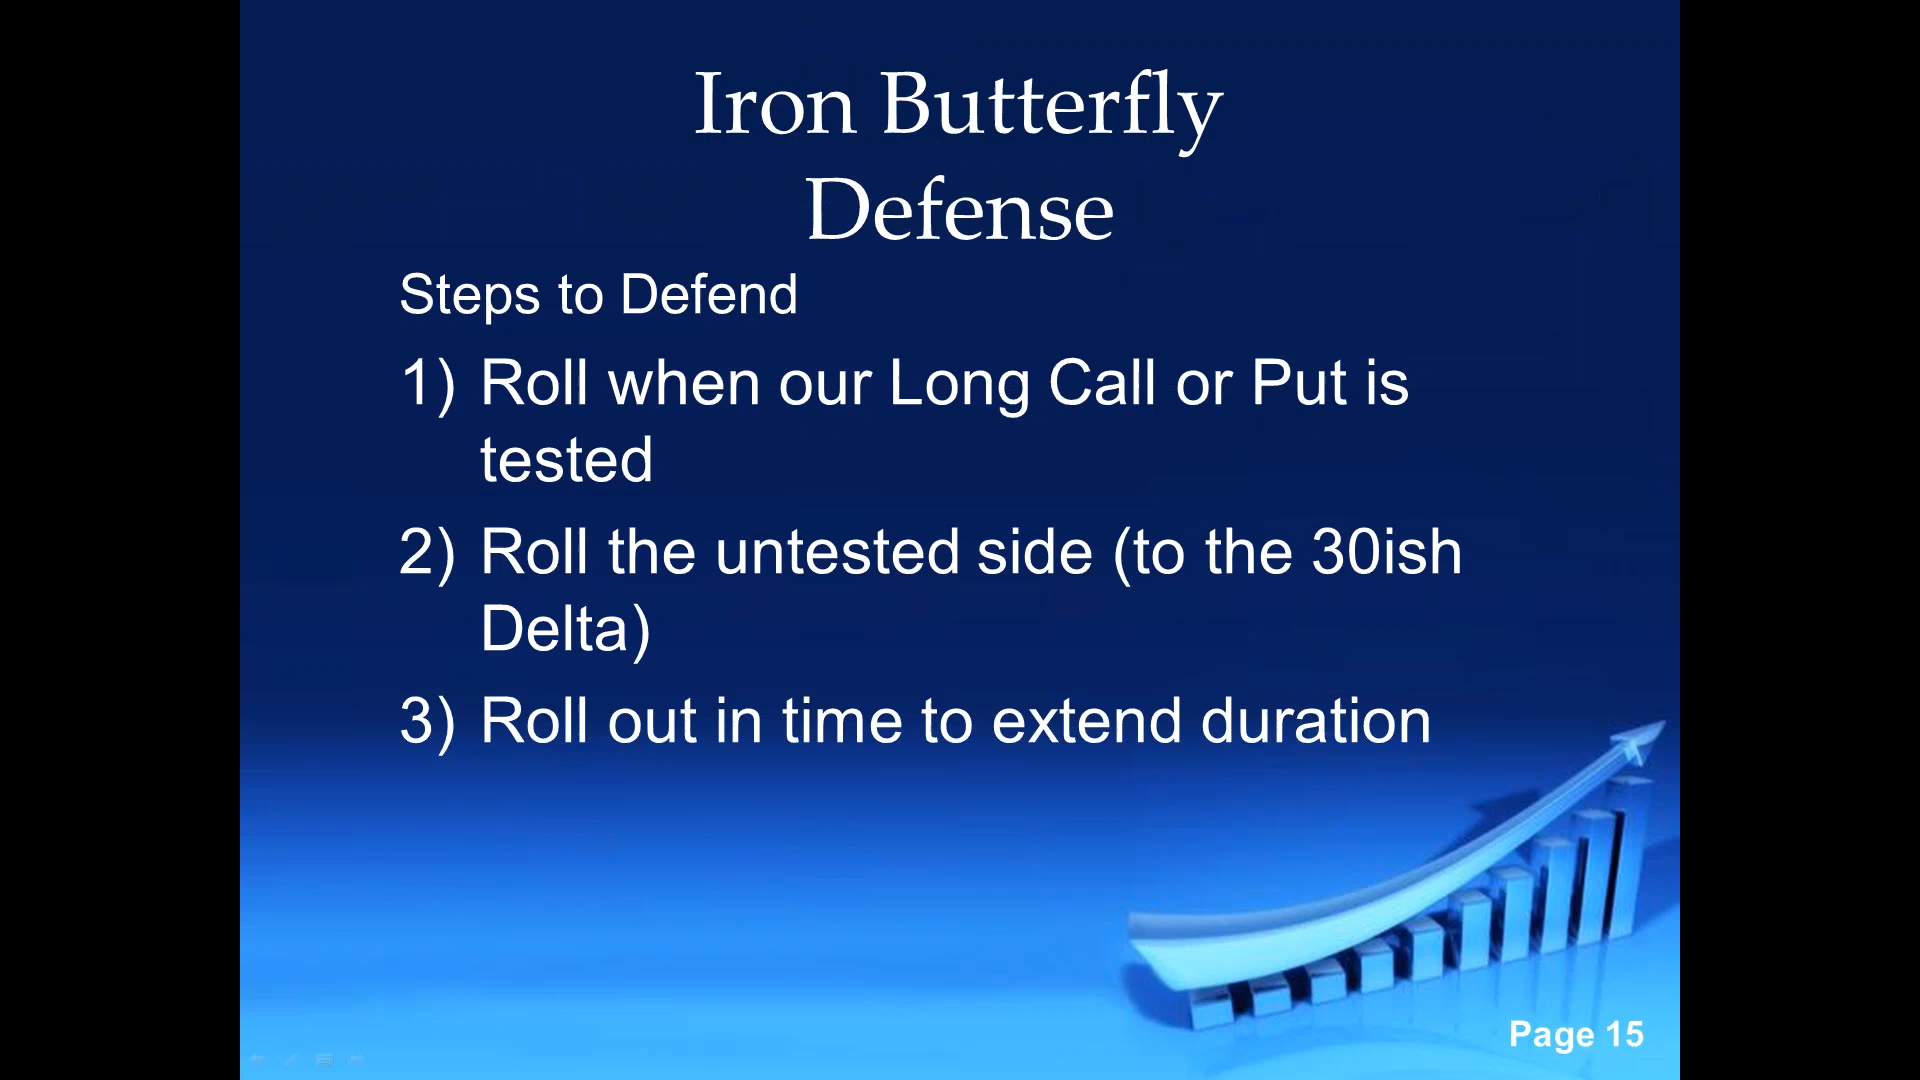 Iron Butterfly
Defense
Steps to Defend
1) Roll when our Long Call or Put is
tested
2) Roll the untested side (to the 30ish
Delta)
3) Roll out in time to extend duration
Page 15